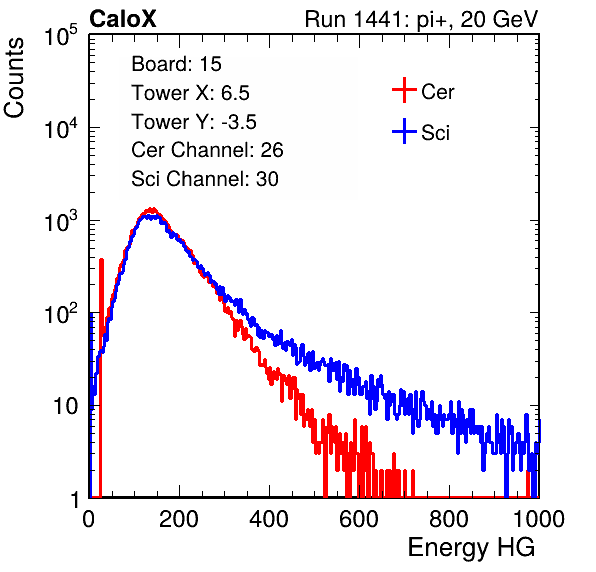 CaloX Run 1441: pi+, 20 GeV
Board: 15
Tower X: 6.5
Tower Y: -3.5
Cer Channel: 26
Sci Channel: 30
Cer
Sci
Counts
10^5
10^4
10^3
10^2
10
1
0 200 400 600 800 1000
Energy HG